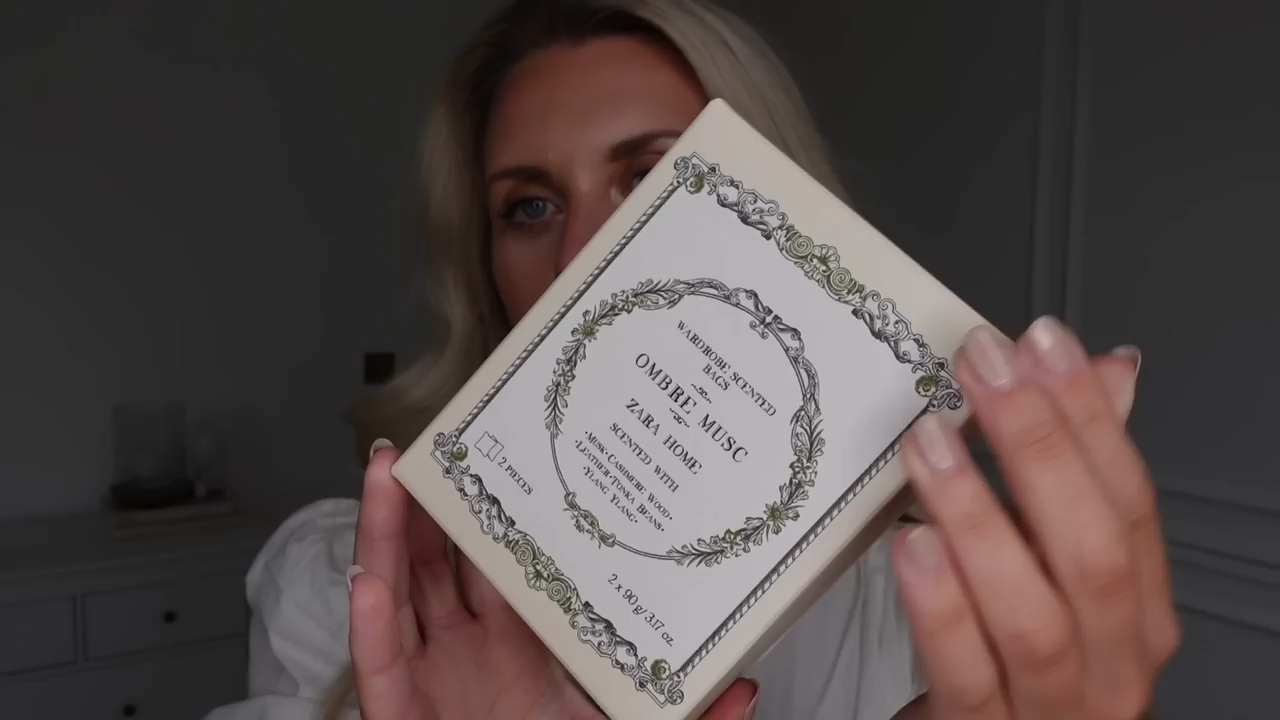 WARDROBE SCENTED
BAGS
OMBRE MUSC
ZARA HOME
SCENTED WITH
·MUSK·CASHMERE WOOD·
·LEATHER·TONKA BEANS·
·YLANG YLANG·
2 PIECES
2 x 90 g/ 3.17 oz.